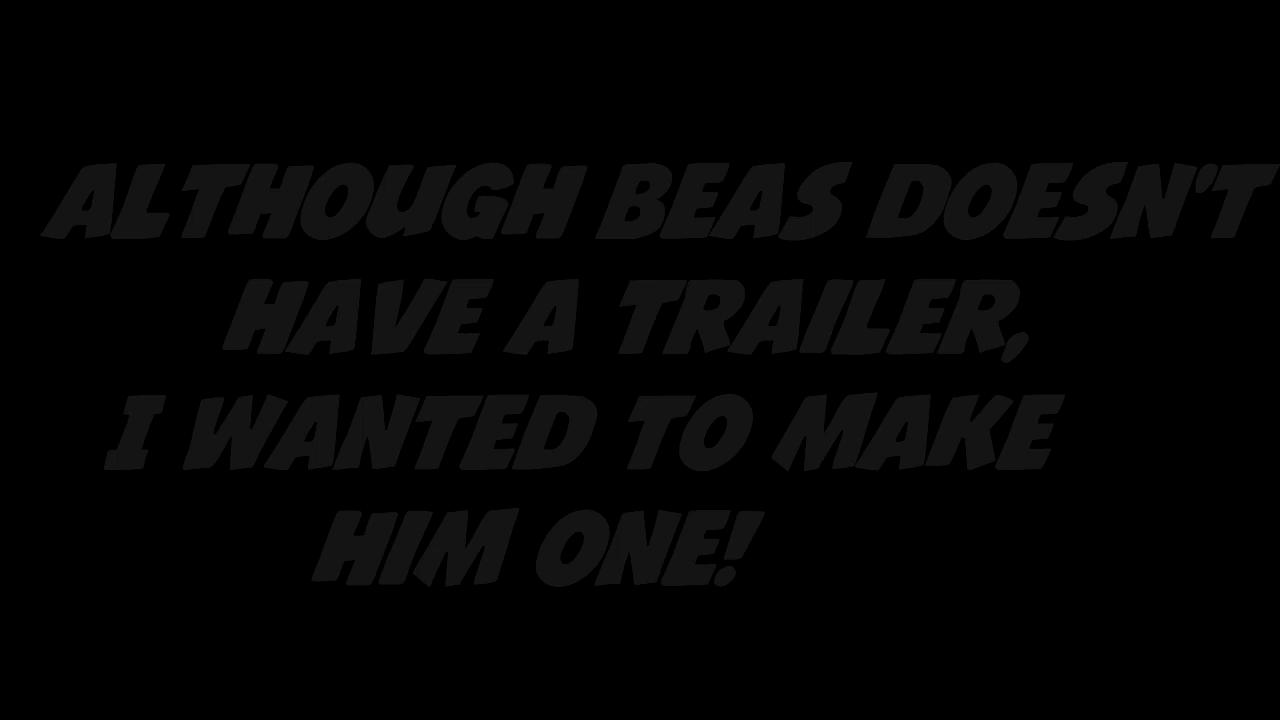 ALTHOUGH BEAS DOESN'T
HAVE A TRAILER,
I WANTED TO MAKE
HIM ONE!